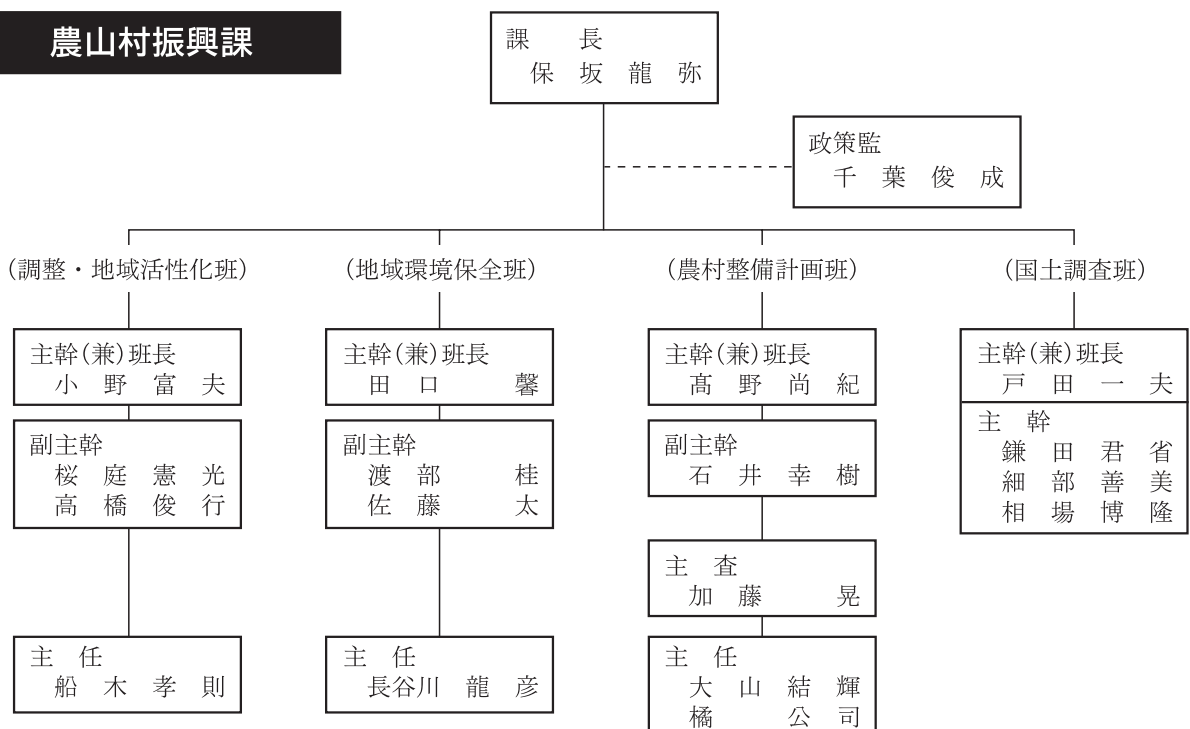 農山村振興課
課　長
保坂龍弥
政策監
千葉俊成
(調整・地域活性化班)
主幹(兼)班長
小野富夫
副主幹
桜庭憲光
高橋俊行
主　任
船木孝則
(地域環境保全班)
主幹(兼)班長
田口　馨
副主幹
渡部　桂
佐藤　太
主　任
長谷川龍彦
(農村整備計画班)
主幹(兼)班長
髙野尚紀
副主幹
石井幸樹
主　査
加藤　晃
主　任
大山結輝
橘　公司
(国土調査班)
主幹(兼)班長
戸田一夫
主　幹
鎌田君省
細部善美
相場博隆